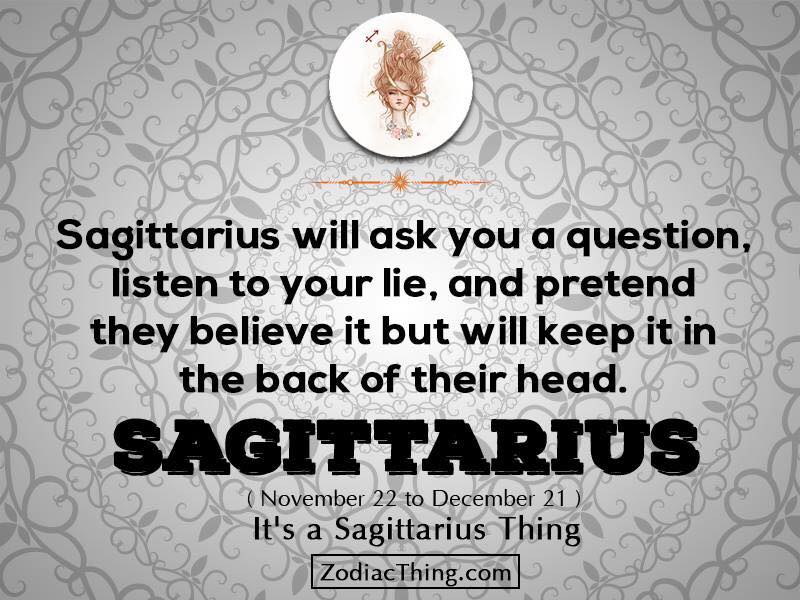 Sagittarius will ask you a question,
listen to your lie, and pretend
they believe it but will keep it in
the back of their head.
SAGITTARIUS
( November 22 to December 21 )
It's a Sagittarius Thing
ZodiacThing.com